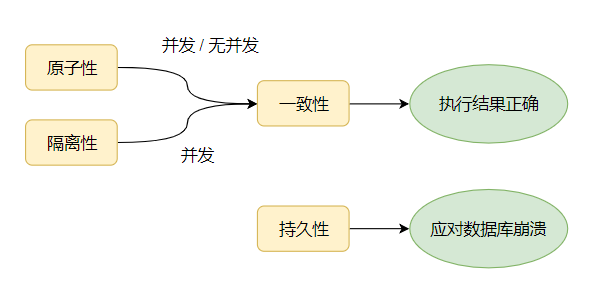 并发 / 无并发
原子性
一致性
执行结果正确
隔离性
并发
持久性
应对数据库崩溃